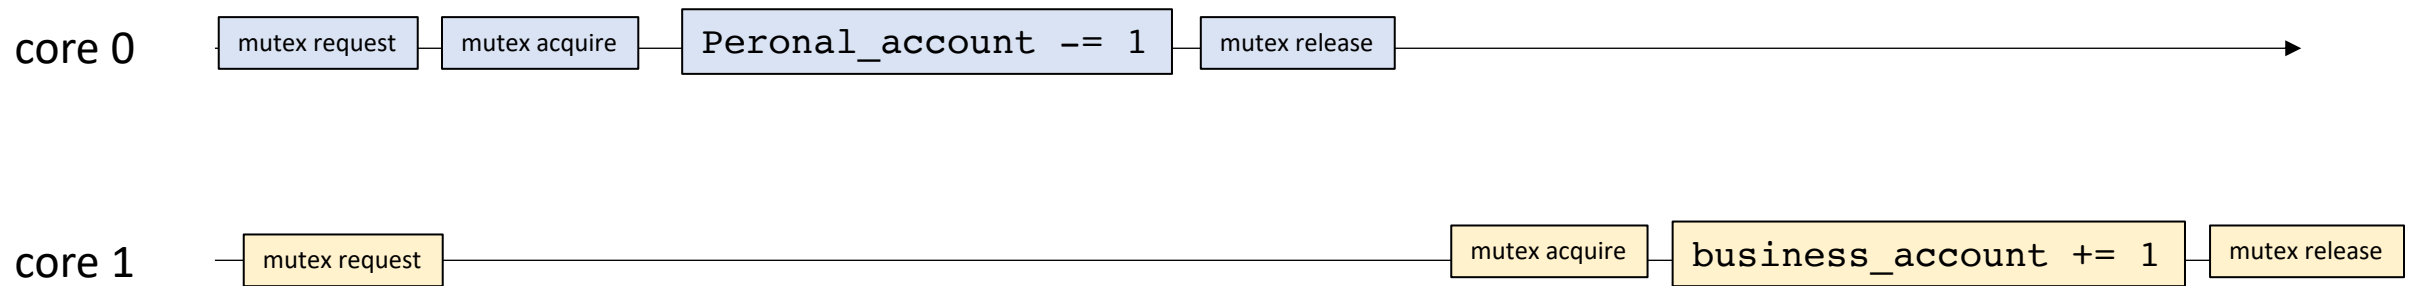 core 0
mutex request
mutex acquire
Peronal_account -= 1
mutex release
core 1
mutex request
mutex acquire
business_account += 1
mutex release